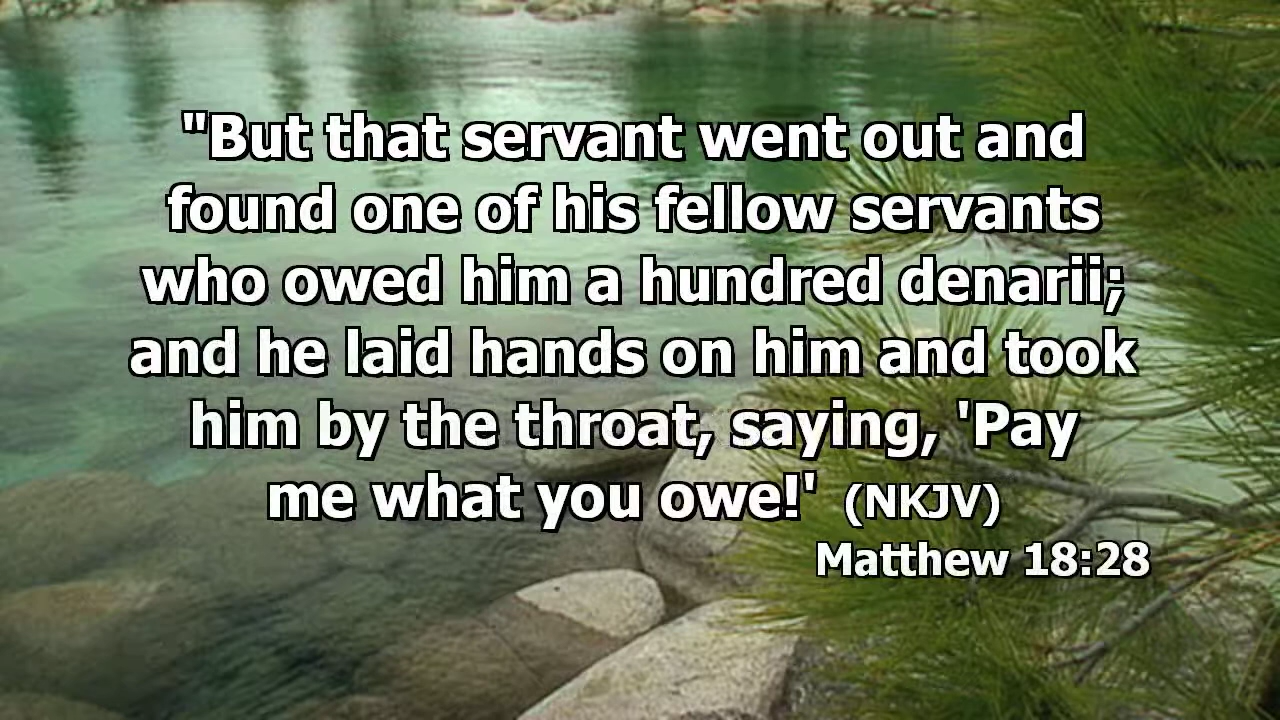 "But that servant went out and
found one of his fellow servants
who owed him a hundred denarii;
and he laid hands on him and took
him by the throat, saying, 'Pay
me what you owe!' (NKJV)
Matthew 18:28